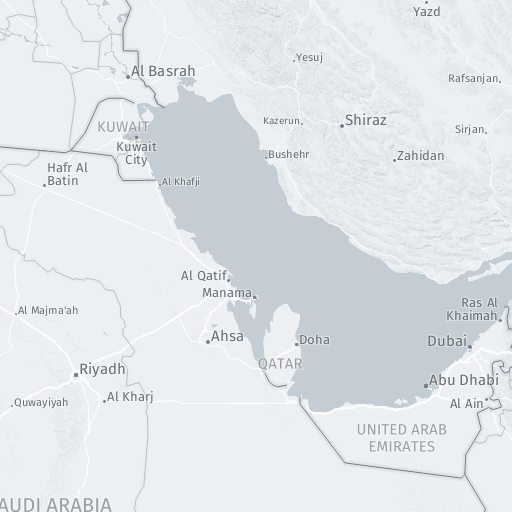 Yazd
Yesuj
Al Basrah
Rafsanjan
Kazerun
Shiraz
KUWAIT
Sirjan
Kuwait
City
Bushehr
Zahidan
Hafr Al
Batin
Al Khafji
Al Qatif
Manama
Ras Al
Khaimah
Al Majma'ah
Ahsa
Doha
Dubai
QATAR
Riyadh
Abu Dhabi
Al Kharj
Quwayiyah
Al Ain
UNITED ARAB
EMIRATES
AUDI ARABIA